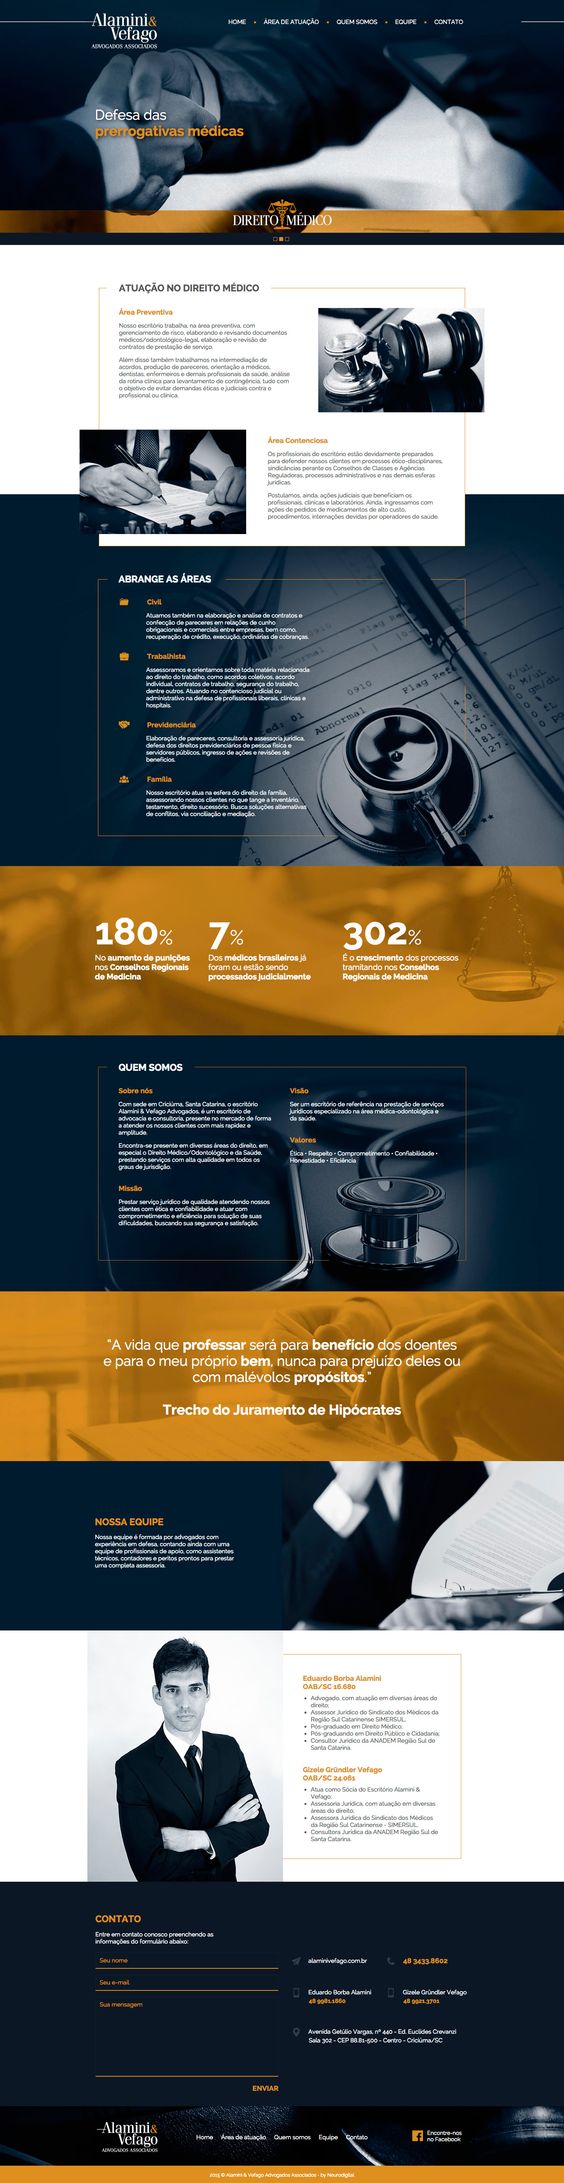 Alamini&
Vefago
ADVOGADOS ASSOCIADOS
HOME • ÁREA DE ATUAÇÃO • QUEM SOMOS • EQUIPE • CONTATO
Defesa das
prerrogativas médicas
DIREITO MÉDICO
ATUAÇÃO NO DIREITO MÉDICO
Área Preventiva
Nosso escritório trabalha, na área preventiva, com
gerenciamento de risco, elaborando e revisando documentos
médicos/odontológico-legal, elaboração e revisão de
contratos de prestação de serviço.
Além disso também trabalhamos na intermediação de
acordos, produção de pareceres, orientação a médicos,
dentistas, enfermeiros e demais profissionais da saúde, análise
da rotina clínica para levantamento de contingência, tudo com
o objetivo de evitar demandas éticas e judiciais contra o
profissional ou clínica.
Área Contenciosa
Os profissionais do escritório estão devidamente preparados
para defender nossos clientes em processos ético-disciplinares,
sindicâncias perante os Conselhos de Classes e Agências
Reguladoras, processos administrativos e nas demais esferas
jurídicas.
Postulamos, ainda, ações judiciais que beneficiam os
profissionais, clínicas e laboratórios. Ainda, ingressamos com
ações de pedidos de medicamentos de alto custo,
procedimentos, internações devidas por operadores de saúde.
ABRANGE AS ÁREAS
Civil
Atuamos também na elaboração e analise de contratos e
confecção de pareceres em relações de cunho
obrigacionais e comerciais entre empresas, bem como,
recuperação de crédito, execução, ordinárias de cobranças.
Trabalhista
Assessoramos e orientamos sobre toda matéria relacionada
ao direito do trabalho, como acordos coletivos, acordo
individual, contratos de trabalho, segurança do trabalho,
dentre outros. Atuando no contencioso judicial ou
administrativo na defesa de profissionais liberais, clínicas e
hospitais.
Previdenciária
Elaboração de pareceres, consultoria e assessoria jurídica,
defesa dos direitos previdenciários de pessoa física e
servidores públicos, ingresso de ações e revisões de
benefícios.
Família
Nosso escritório atua na esfera do direito da família,
assessorando nossos clientes no que tange a inventário,
testamento, direito sucessório. Busca soluções alternativas
de conflitos, via conciliação e mediação.
0910
Flag Ref
Abnormal
Flag
180%
No aumento de punições
nos Conselhos Regionais
de Medicina
7%
Dos médicos brasileiros já
foram ou estão sendo
processados judicialmente
302%
É o crescimento dos processos
tramitando nos Conselhos
Regionais de Medicina
QUEM SOMOS
Sobre nós
Com sede em Criciúma, Santa Catarina, o escritório
Alamini & Vefago Advogados, é um escritório de
advocacia e consultoria, presente no mercado de forma
a atender os nossos clientes com mais rapidez e
amplitude.
Encontra-se presente em diversas áreas do direito, em
especial o Direito Médico/Odontológico e da Saúde,
prestando serviços com alta qualidade em todos os
graus de jurisdição.
Missão
Prestar serviço jurídico de qualidade atendendo nossos
clientes com ética e confiabilidade e atuar com
comprometimento e eficiência para solução de suas
dificuldades, buscando sua segurança e satisfação.
Visão
Ser um escritório de referência na prestação de serviços
jurídicos especializado na área médica-odontológica e
da saúde.
Valores
Ética • Respeito • Comprometimento • Confiabilidade •
Honestidade • Eficiência
"A vida que professar será para benefício dos doentes
e para o meu próprio bem, nunca para prejuízo deles ou
com malévolos propósitos."
Trecho do Juramento de Hipócrates
NOSSA EQUIPE
Nossa equipe é formada por advogados com
experiência em defesa, contando ainda com uma
equipe de profissionais de apoio, como assistentes
técnicos, contadores e peritos prontos para prestar
uma completa assessoria.
Eduardo Borba Alamini
OAB/SC 16.680
• Advogado, com atuação em diversas áreas do
direito;
• Assessor Jurídico do Sindicato dos Médicos da
Região Sul Catarinense SIMERSUL,
• Pós-graduado em Direito Médico;
• Pós-graduando em Direito Público e Cidadania;
• Consultor Jurídico da ANADEM Região Sul de
Santa Catarina.
Gizele Gründler Vefago
OAB/SC 24.061
• Atua como Sócia do Escritório Alamini &
Vefago;
• Assessoria Jurídica, com atuação em diversas
áreas do direito;
• Assessora Jurídica do Sindicato dos Médicos
da Região Sul Catarinense - SIMERSUL.
• Consultora Jurídica da ANADEM Região Sul de
Santa Catarina.
CONTATO
Entre em contato conosco preenchendo as
informações do formulário abaixo:
Seu nome
Seu e-mail
Sua mensagem
ENVIAR
alaminivefago.com.br
48 3433.8602
Eduardo Borba Alamini
48 9981.1660
Gizele Gründler Vefago
48 9921.3701
Avenida Getúlio Vargas, nº 440 - Ed. Euclides Crevanzi
Sala 302 - CEP 88.81-500 - Centro - Criciúma/SC
Alamini&
Vefago
ADVOGADOS ASSOCIADOS
Home Área de atuação Quem somos Equipe Contato
Encontre-nos
no Facebook
2015 © Alamini & Vefago Advogados Associados - by Neurodigital